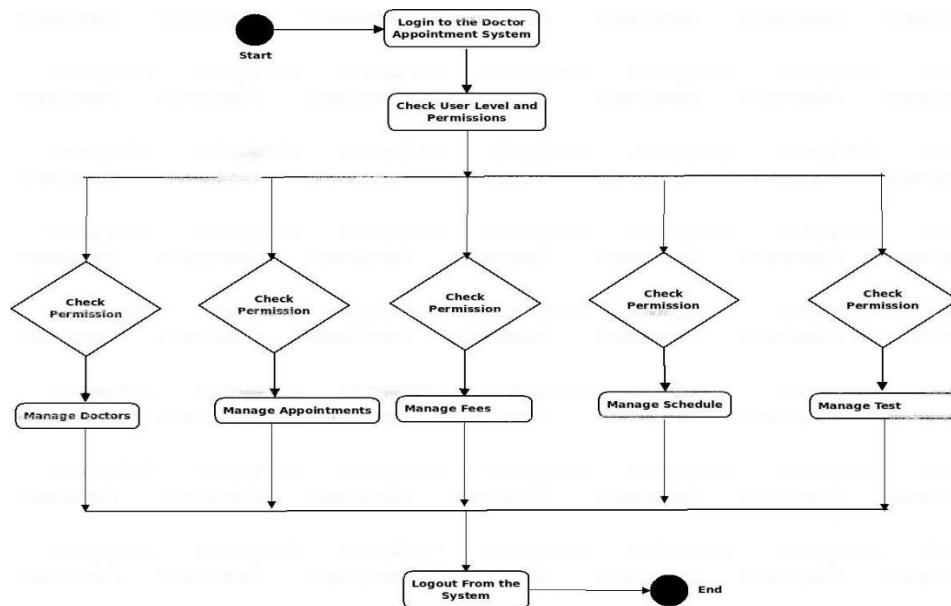 Login to the Doctor
Appointment System
Start
Check User Level and
Permissions
Check
Permission
Check
Permission
Check
Permission
Check
Permission
Check
Permission
Manage Doctors
Manage Appointments
Manage Fees
Manage Schedule
Manage Test
Logout From the
System
End